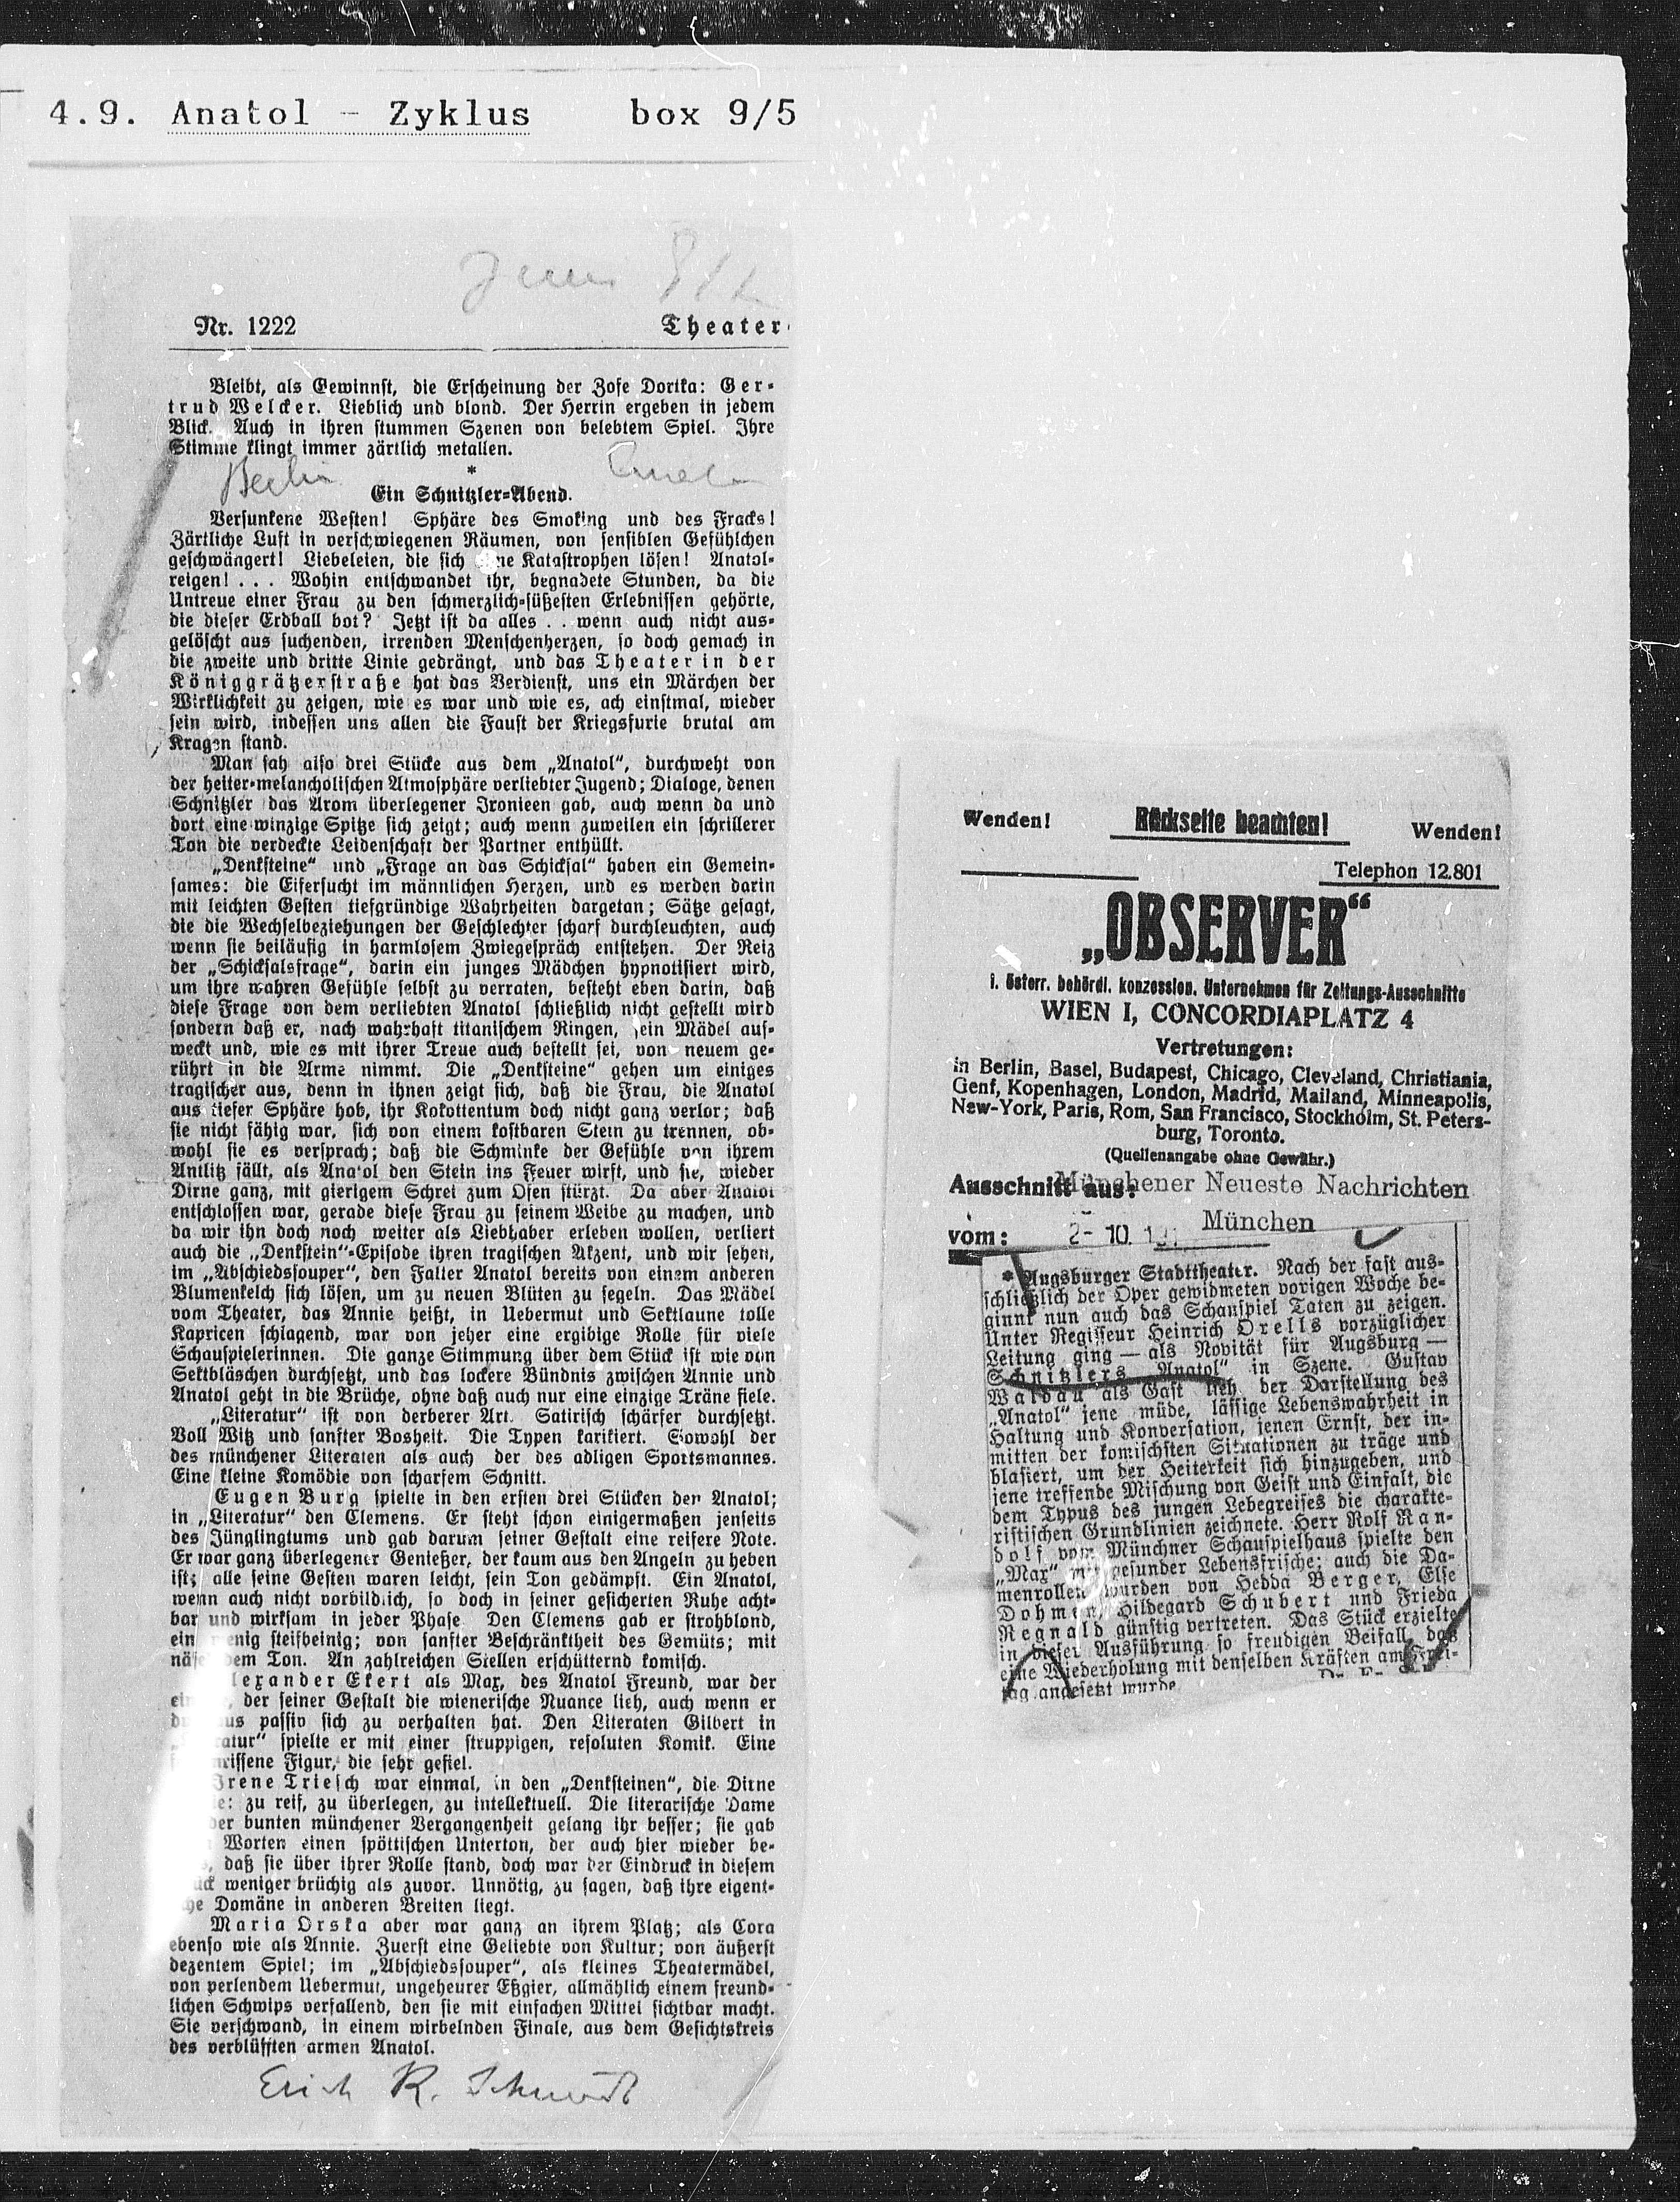 4.9. Anatol - Zyklus box 9/5
Nr. 1222 Theater-
Bleibt, als Gewinnst, die Erscheinung der Zofe Dortka: Ger-
trud Welcker. Lieblich und blond. Der Herrin ergeben in jedem
Blick. Auch in ihren stummen Szenen von belebtem Spiel. Ihre
Stimme klingt immer zärtlich metallen.
*
Berlin
Ein Schnitzler-Abend.
Versunkene Westen! Sphäre des Smoking und des Fracks!
Zärtliche Luft in verschwiegenen Räumen, von sensiblen Gefühlchen
geschwängert! Liebeleien, die sich ne Katastrophen lösen! Anatol-
reigen! . . . Wohin entschwandet ihr, begnadete Stunden, da die
Untreue einer Frau zu den schmerzlich-süßesten Erlebnissen gehörte,
die dieser Erdball bot? Jetzt ist da alles . . wenn auch nicht aus-
gelöscht aus suchenden, irrenden Menschenherzen, so doch gemach in
die zweite und dritte Linie gedrängt, und das Theater in der
Königgrätzerstraße hat das Verdienst, uns ein Märchen der
Wirklichkeit zu zeigen, wie es war und wie es, ach einstmal, wieder
sein wird, indessen uns allen die Faust der Kriegsfurie brutal am
Kragen stand.
Man sah also drei Stücke aus dem „Anatol“, durchweht von
der heiter-melancholischen Atmosphäre verliebter Jugend; Dialoge, denen
Schnitzler das Arom überlegener Ironieen gab, auch wenn da und
dort eine winzige Spitze sich zeigt; auch wenn zuweilen ein schrillerer
Ton die verdeckte Leidenschaft der Partner enthüllt.
„Denksteine“ und „Frage an das Schicksal“ haben ein Gemein-
sames: die Eifersucht im männlichen Herzen, und es werden darin
mit leichten Gesten tiefgründige Wahrheiten dargetan; Sätze gesagt,
die die Wechselbeziehungen der Geschlechter scharf durchleuchten, auch
wenn sie beiläufig in harmlosem Zwiegespräch entstehen. Der Reiz
der „Schicksalsfrage“, darin ein junges Mädchen hypnotisiert wird,
um ihre wahren Gefühle selbst zu verraten, besteht eben darin, daß
diese Frage von dem verliebten Anatol schließlich nicht gestellt wird
sondern daß er, nach wahrhaft titanischem Ringen, sein Mädel auf-
weckt und, wie es mit ihrer Treue auch bestellt sei, von neuem ge-
rührt in die Arme nimmt. Die „Denksteine“ gehen um einiges
tragischer aus, denn in ihnen zeigt sich, daß die Frau, die Anatol
aus tiefer Sphäre hob, ihr Kokottentum doch nicht ganz verlor; daß
sie nicht fähig war, sich von einem kostbaren Stein zu trennen, ob-
wohl sie es versprach; daß die Schminke der Gefühle von ihrem
Antlitz fällt, als Anatol den Stein ins Feuer wirft, und sie, wieder
Dirne ganz, mit gierigem Schrei zum Ofen stürzt. Da aber Anatol
entschlossen war, gerade diese Frau zu seinem Weibe zu machen, und
da wir ihn doch noch weiter als Liebhaber erleben wollen, verliert
auch die „Denkstein“-Episode ihren tragischen Akzent, und wir sehen,
im „Abschiedssouper“, den Falter Anatol bereits von einem anderen
Blumenkelch sich lösen, um zu neuen Blüten zu segeln. Das Mädel
vom Theater, das Annie heißt, in Uebermut und Sektlaune tolle
Kapricen schlagend, war von jeher eine ergibige Rolle für viele
Schauspielerinnen. Die ganze Stimmung über dem Stück ist wie von
Sektbläschen durchsetzt, und das lockere Bündnis zwischen Annie und
Anatol geht in die Brüche, ohne daß auch nur eine einzige Träne fiele.
„Literatur“ ist von derberer Art. Satirisch schärfer durchsetzt.
Voll Witz und sanfter Bosheit. Die Typen karikiert. Sowohl der
des münchener Literaten als auch der des adligen Sportsmannes.
Eine kleine Komödie von scharfem Schnitt.
Eugen Burg spielte in den ersten drei Stücken den Anatol;
in „Literatur“ den Clemens. Er steht schon einigermaßen jenseits
des Jünglingtums und gab darum seiner Gestalt eine reifere Note.
Er war ganz überlegener Genießer, der kaum aus den Angeln zu heben
ist; alle seine Gesten waren leicht, sein Ton gedämpft. Ein Anatol,
wenn auch nicht vorbildlich, so doch in seiner gesicherten Ruhe acht-
bar und wirksam in jeder Phase. Den Clemens gab er strohblond,
ein wenig steifbeinig; von sanfter Beschränktheit des Gemüts; mit
näse dem Ton. An zahlreichen Stellen erschütternd komisch.
lexander Ekert als Max, des Anatol Freund, war der
ein , der seiner Gestalt die wienerische Nuance lieh, auch wenn er
d us passiv sich zu verhalten hat. Den Literaten Gilbert in
ratur“ spielte er mit einer struppigen, resoluten Komik. Eine
rissene Figur, die sehr gefiel.
Irene Triesch war einmal, in den „Denksteinen“, die Dirne
e: zu reif, zu überlegen, zu intellektuell. Die literarische Dame
der bunten münchener Vergangenheit gelang ihr besser; sie gab
Worten einen spöttischen Unterton, der auch hier wieder be-
, daß sie über ihrer Rolle stand, doch war der Eindruck in diesem
ück weniger brüchig als zuvor. Unnötig, zu sagen, daß ihre eigent-
he Domäne in anderen Breiten liegt.
Maria Orska aber war ganz an ihrem Platz; als Cora
ebenso wie als Annie. Zuerst eine Geliebte von Kultur; von äußerst
dezentem Spiel; im „Abschiedssouper“, als kleines Theatermädel,
von perlendem Uebermut, ungeheurer Eßgier, allmählich einem freund-
lichen Schwips verfallend, den sie mit einfachen Mittel sichtbar macht.
Sie verschwand, in einem wirbelnden Finale, aus dem Gesichtskreis
des verblüfften armen Anatol.
Erich K. Schmidt
Wenden! Rückseite beachten! Wenden!
Telephon 12.801
„OBSERVER“
I. österr. behördl. konzession. Unternehmen für Zeitungs-Ausschnitte
WIEN I, CONCORDIAPLATZ 4
Vertretungen:
in Berlin, Basel, Budapest, Chicago, Cleveland, Christiania,
Genf, Kopenhagen, London, Madrid, Mailand, Minneapolis,
New-York, Paris, Rom, San Francisco, Stockholm, St. Peters-
burg, Toronto.
(Quellenangabe ohne Gewähr.)
Ausschnitt aus: Münchener Neueste Nachrichten
München
vom: 2- 10. 19
* Augsburger Stadttheater. Nach der fast aus-
schließlich der Oper gewidmeten vorigen Woche be-
ginnt nun auch das Schauspiel Taten zu zeigen.
Unter Regisseur Heinrich Orells vorzüglicher
Leitung ging — als Novität für Augsburg —
Schnitzlers „Anatol“ in Szene. Gustav
Waldau als Gast lieh der Darstellung des
„Anatol“ jene müde, lässige Lebenswahrheit in
Haltung und Konversation, jenen Ernst, der in-
mitten der komischsten Situationen zu träge und
blasiert, um der Heiterkeit sich hinzugeben, und
jene treffende Mischung von Geist und Einfalt, die
dem Typus des jungen Lebegreises die charakte-
ristischen Grundlinien zeichnete. Herr Rolf Ran-
dolf vom Münchner Schauspielhaus spielte den
„Max“ mit gesunder Lebensfrische; auch die Da-
menrollen wurden von Hedda Berger, Else
Dohmen, Hildegard Schubert und Frieda
Regnald günstig vertreten. Das Stück erzielte
in dieser Ausführung so freudigen Beifall, daß
eine Wiederholung mit denselben Kräften am Frei-
tag angesetzt wurde.